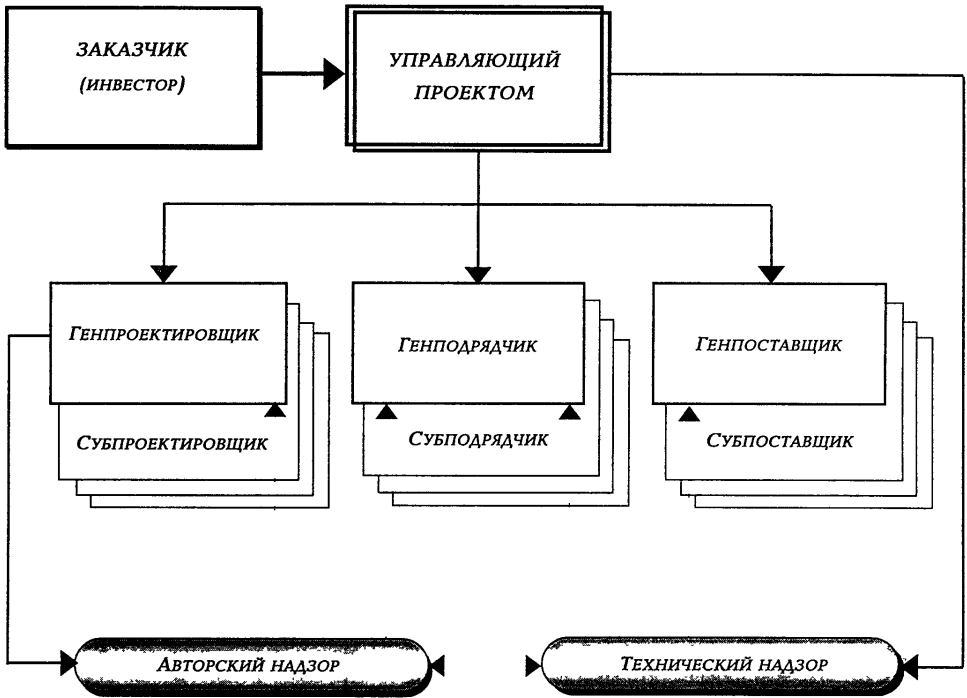 ЗАКАЗЧИК
(ИНВЕСТОР)
УПРАВЛЯЮЩИЙ
ПРОЕКТОМ
ГЕНПРОЕКТИРОВЩИК
ГЕНПОДРЯДЧИК
ГЕНПОСТАВЩИК
СУБПРОЕКТИРОВЩИК
СУБПОДРЯДЧИК
СУБПОСТАВЩИК
АВТОРСКИЙ НАДЗОР
ТЕХНИЧЕСКИЙ НАДЗОР